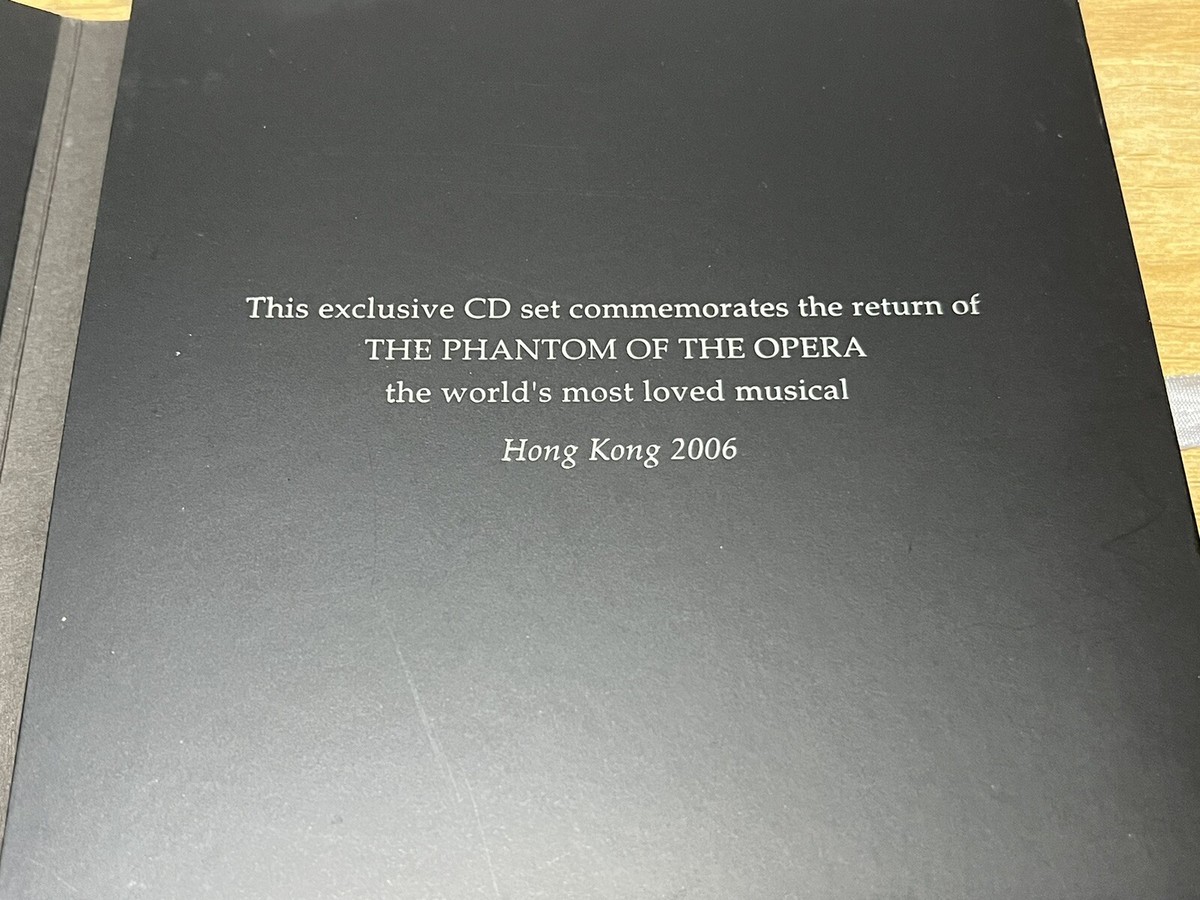 This exclusive CD set commemorates the return of
THE PHANTOM OF THE OPERA
the world's most loved musical
Hong Kong 2006